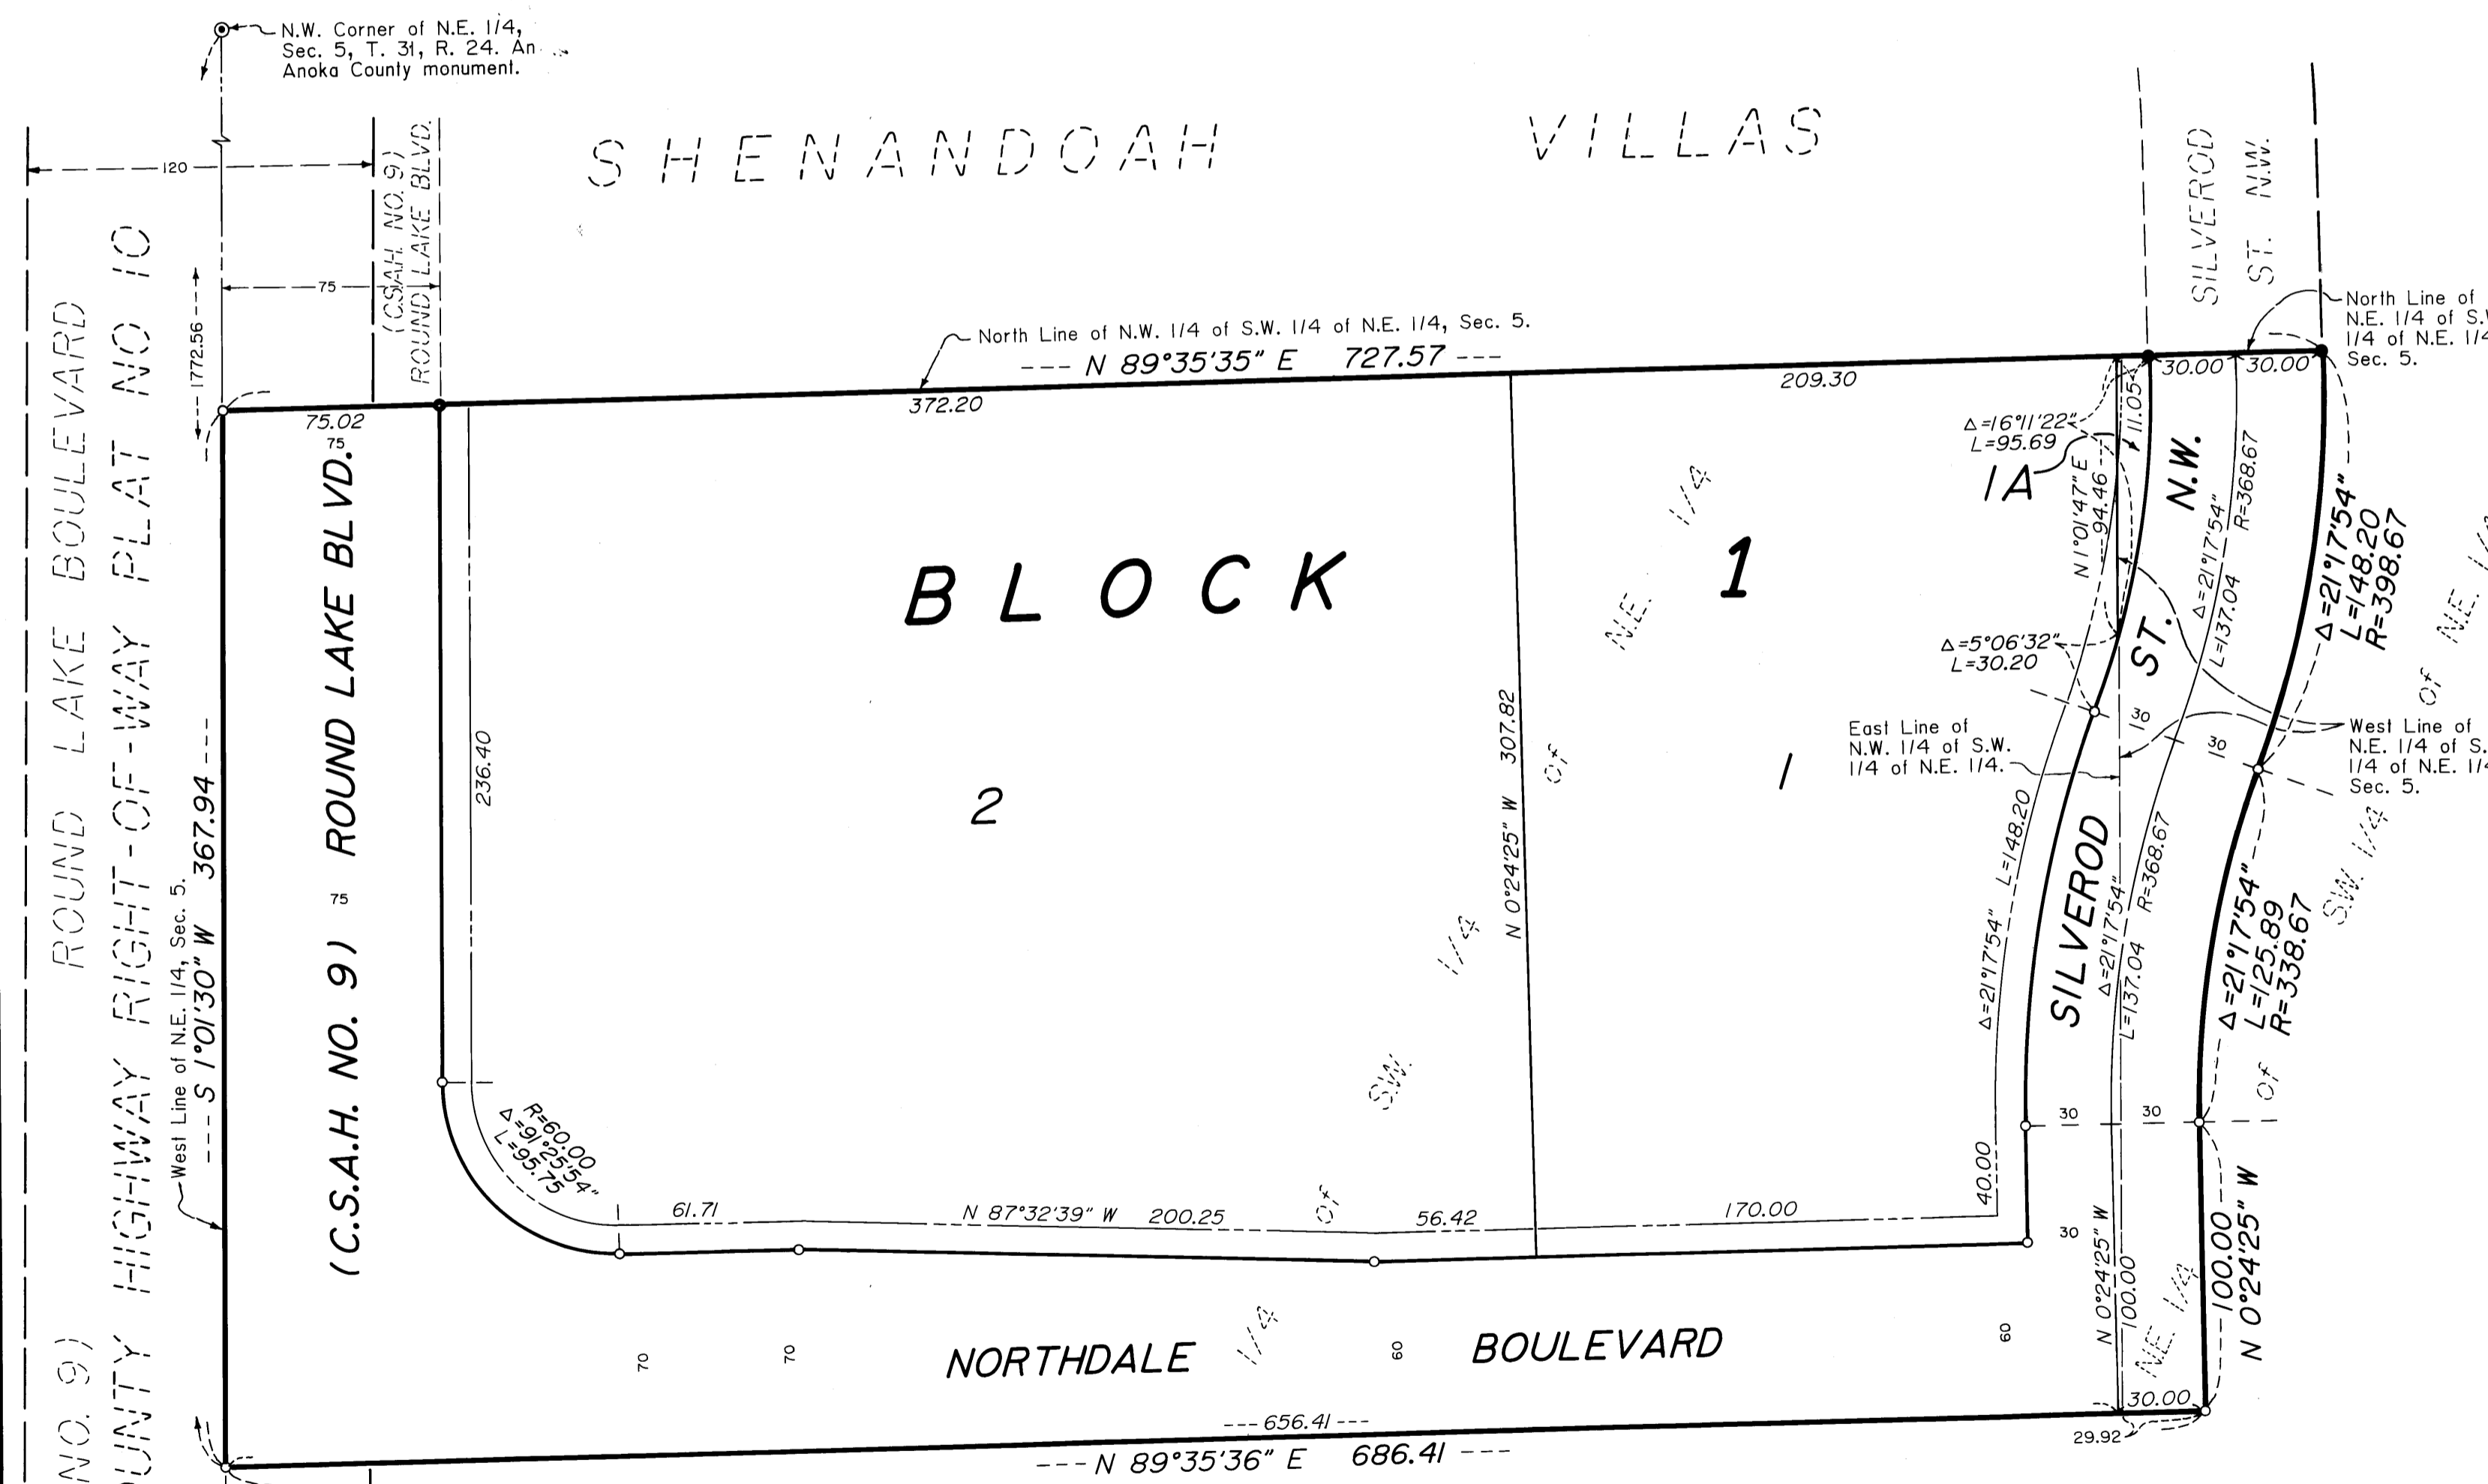 N.W. Corner of N.E. 1/4,
Sec. 5, T. 31, R. 24. An
Anoka County monument.
SHENANDOAH VILLAS
120
(C.S.A.H. NO. 9)
ROUND LAKE BLVD.
75
SILVEROD
ST. N.W.
ROUND LAKE BOULEVARD
NO. 9)
COUNTY HIGHWAY RIGHT-OF-WAY PLAT NO 10
1772.56
North Line of N.W. 1/4 of S.W. 1/4 of N.E. 1/4, Sec. 5.
N 89°35'35" E 727.57
North Line of
N.E. 1/4 of S.W.
1/4 of N.E. 1/4
Sec. 5.
75.02
75
372.20
209.30
30.00
30.00
11.05
Δ=16°11'22"
L=95.69
1A
N 1°01'47" E
94.46
Δ=21°17'54"
L=137.04
R=368.67
Δ=21°17'54"
L=148.20
R=398.67
BLOCK 1
N.E. 1/4 of S.W. 1/4 of 1/4
N.E. 1/4 of SW. 1/4 of N.E. 1/4
N.W.
ST.
SILVEROD
Δ=5°06'32"
L=30.20
30
30
East Line of
N.W. 1/4 of S.W.
1/4 of N.E. 1/4.
West Line of
N.E. 1/4 of S.
1/4 of N.E. 1/4
Sec. 5.
West Line of N.E. 1/4, Sec. 5.
S 1°01'30" W 367.94
(C.S.A.H. NO. 9) ROUND LAKE BLVD.
75
236.40
2
N 0°24'25" W 307.82
1
Δ=21°17'54" L=148.20
Δ=21°17'54"
L=137.04
R=368.67
Δ=21°17'54"
L=125.89
R=338.67
R=60.00
Δ=91°25'54"
L=95.75
61.71
N 87°32'39" W 200.25
56.42
170.00
40.00
30
30
30
N 0°24'25" W
100.00
100.00
N 0°24'25" W
70
70
60
60
NORTHDALE BOULEVARD
30.00
29.92
656.41
N 89°35'36" E 686.41